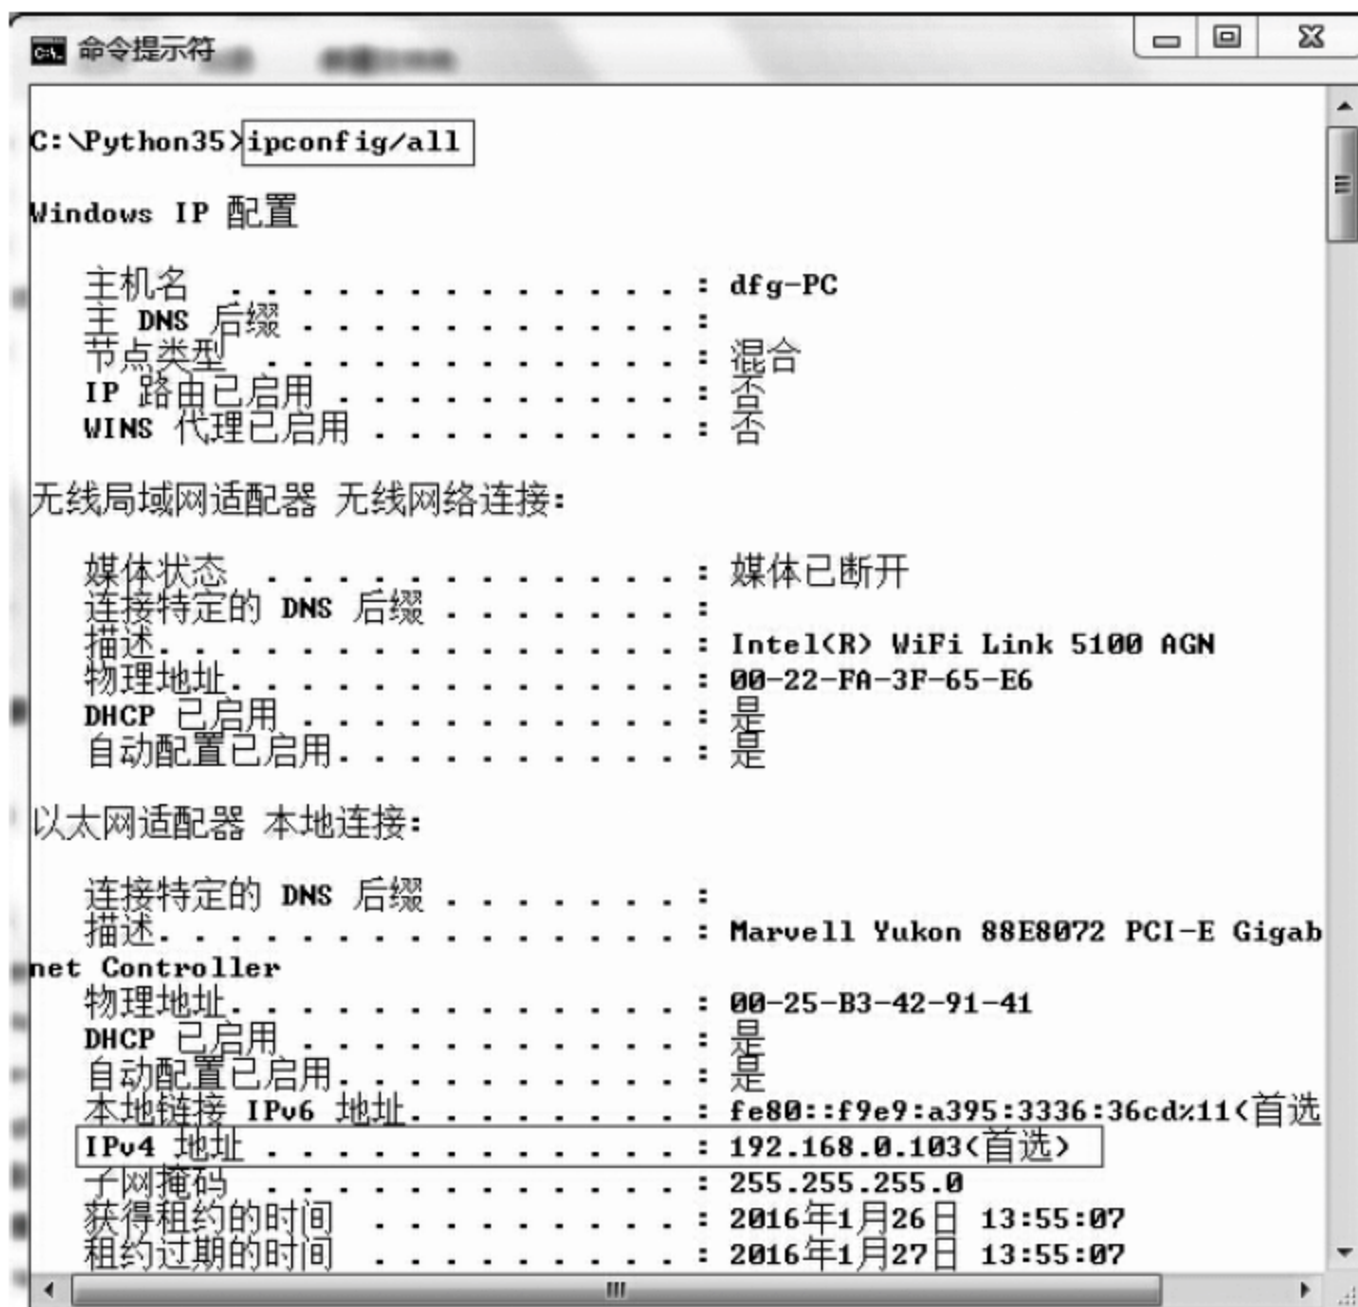 命令提示符
C:\Python35>ipconfig/all
Windows IP 配置
主机名 . . . . . . . . . . . . . : dfg-PC
主 DNS 后缀 . . . . . . . . . . . :
节点类型 . . . . . . . . . . . . : 混合
IP 路由已启用 . . . . . . . . . . : 否
WINS 代理已启用 . . . . . . . . . : 否
无线局域网适配器 无线网络连接:
媒体状态 . . . . . . . . . . . . : 媒体已断开
连接特定的 DNS 后缀 . . . . . . . :
描述. . . . . . . . . . . . . . . : Intel(R) WiFi Link 5100 AGN
物理地址. . . . . . . . . . . . . : 00-22-FA-3F-65-E6
DHCP 已启用 . . . . . . . . . . . : 是
自动配置已启用. . . . . . . . . . : 是
以太网适配器 本地连接:
连接特定的 DNS 后缀 . . . . . . . :
描述. . . . . . . . . . . . . . . : Marvell Yukon 88E8072 PCI-E Gigab
net Controller
物理地址. . . . . . . . . . . . . : 00-25-B3-42-91-41
DHCP 已启用 . . . . . . . . . . . : 是
自动配置已启用. . . . . . . . . . : 是
本地链接 IPv6 地址. . . . . . . . : fe80::f9e9:a395:3336:36cd%11(首选
IPv4 地址 . . . . . . . . . . . . : 192.168.0.103(首选)
子网掩码 . . . . . . . . . . . . : 255.255.255.0
获得租约的时间 . . . . . . . . . : 2016年1月26日 13:55:07
租约过期的时间 . . . . . . . . . : 2016年1月27日 13:55:07